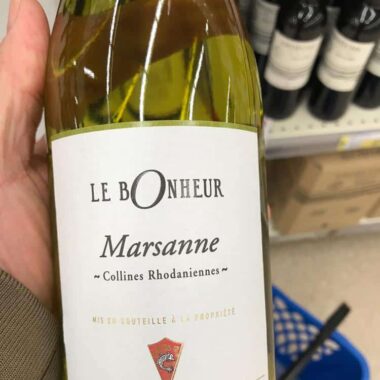 LE BONHEUR
Marsanne
~ Collines Rhodaniennes ~
MIS EN BOUTEILLE À LA PROPRIÉTÉ